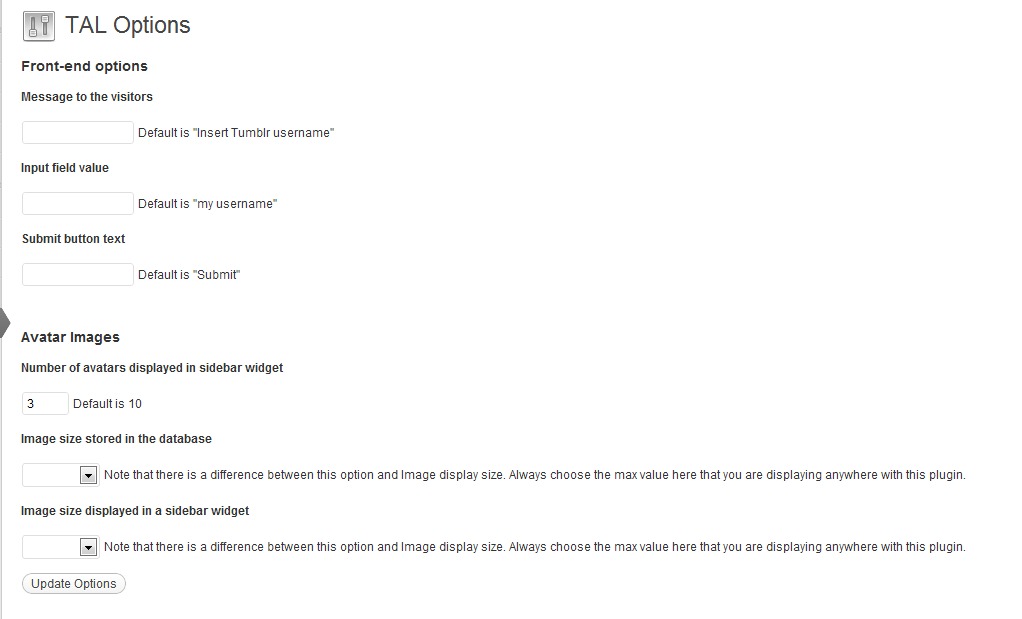 TAL Options
Front-end options
Message to the visitors
Default is "Insert Tumblr username"
Input field value
Default is "my username"
Submit button text
Default is "Submit"
Avatar Images
Number of avatars displayed in sidebar widget
3 Default is 10
Image size stored in the database
Note that there is a difference between this option and Image display size. Always choose the max value here that you are displaying anywhere with this plugin.
Image size displayed in a sidebar widget
Note that there is a difference between this option and Image display size. Always choose the max value here that you are displaying anywhere with this plugin.
Update Options